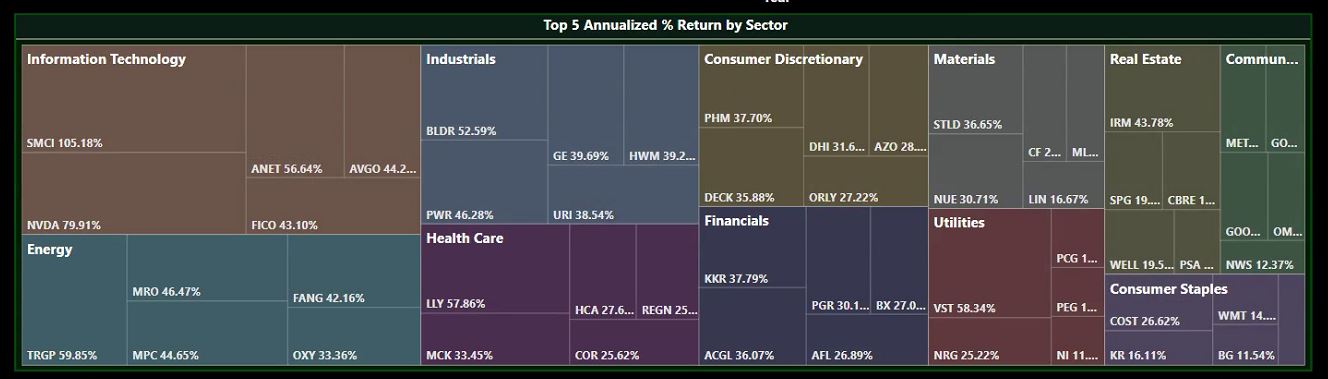 Top 5 Annualized % Return by Sector
Information Technology
SMCI 105.18%
NVDA 79.91%
ANET 56.64%
AVGO 44.2...
FICO 43.10%
Energy
TRGP 59.85%
MRO 46.47%
MPC 44.65%
FANG 42.16%
OXY 33.36%
Industrials
BLDR 52.59%
PWR 46.28%
GE 39.69%
HWM 39.2...
URI 38.54%
Health Care
LLY 57.86%
MCK 33.45%
HCA 27.6...
REGN 25...
COR 25.62%
Consumer Discretionary
PHM 37.70%
DECK 35.88%
DHI 31.6...
AZO 28....
ORLY 27.22%
Financials
KKR 37.79%
ACGL 36.07%
PGR 30.1...
BX 27.0...
AFL 26.89%
Materials
STLD 36.65%
NUE 30.71%
CF 2...
ML...
LIN 16.67%
Utilities
VST 58.34%
NRG 25.22%
PCG 1...
PEG 1...
NI 11....
Real Estate
IRM 43.78%
SPG 19....
CBRE 1...
WELL 19.5...
PSA ...
Commun...
MET...
GO...
GOO...
OM...
NWS 12.37%
Consumer Staples
COST 26.62%
KR 16.11%
WMT 14....
BG 11.54%